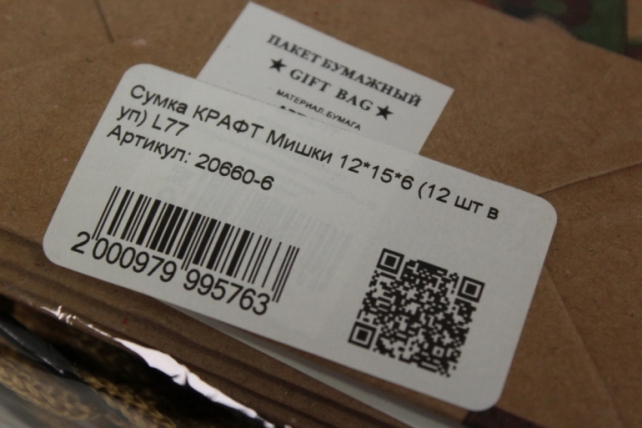 ПАКЕТ БУМАЖНЫЙ
★ GIFT BAG ★
МАТЕРИАЛ: БУМАГА
Сумка КРАФТ Мишки 12*15*6 (12 шт в
уп) L77
Артикул: 20660-6
2 000979 995763